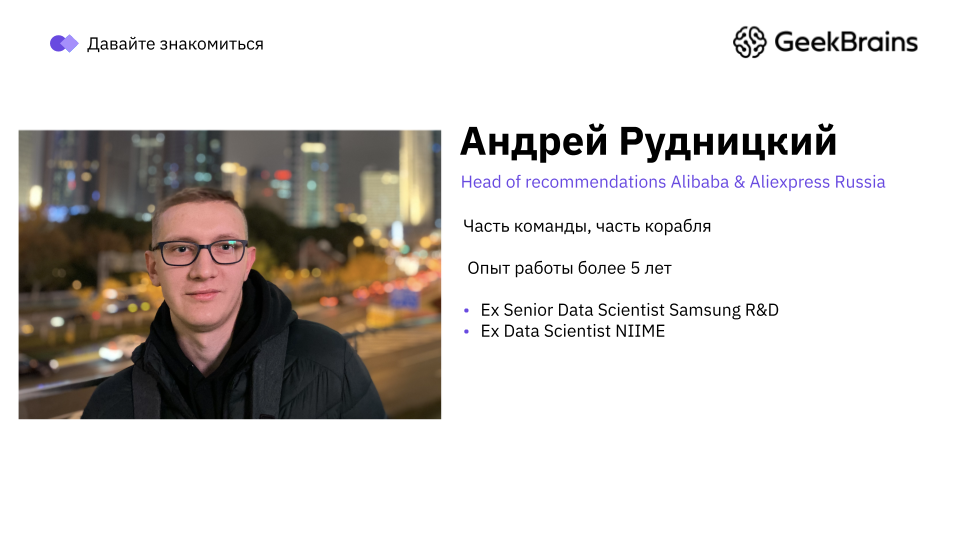 Давайте знакомиться
GeekBrains
Андрей Рудницкий
Head of recommendations Alibaba & Aliexpress Russia
Часть команды, часть корабля
Опыт работы более 5 лет
• Ex Senior Data Scientist Samsung R&D
• Ex Data Scientist NIIME